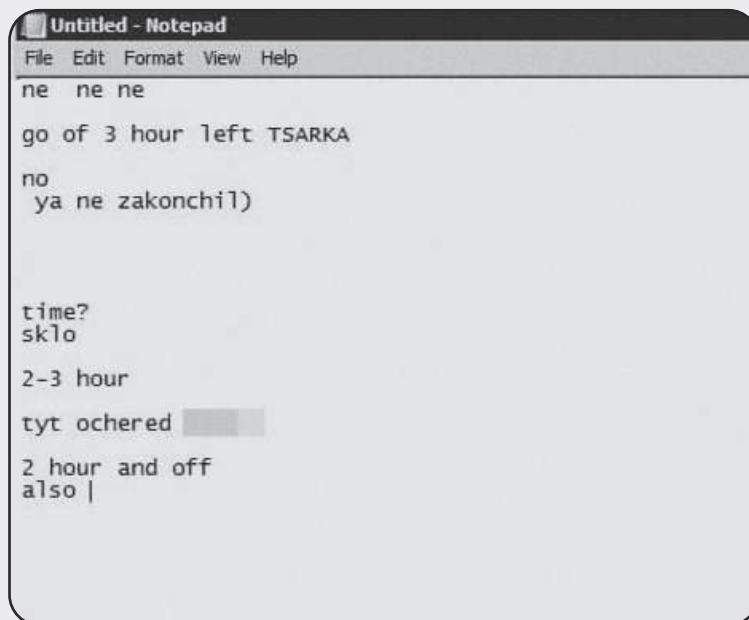 Untitled - Notepad
File Edit Format View Help
ne ne ne
go of 3 hour left TSARKA
no
ya ne zakonchil)
time?
sklo
2-3 hour
tyt ochered
2 hour and off
also